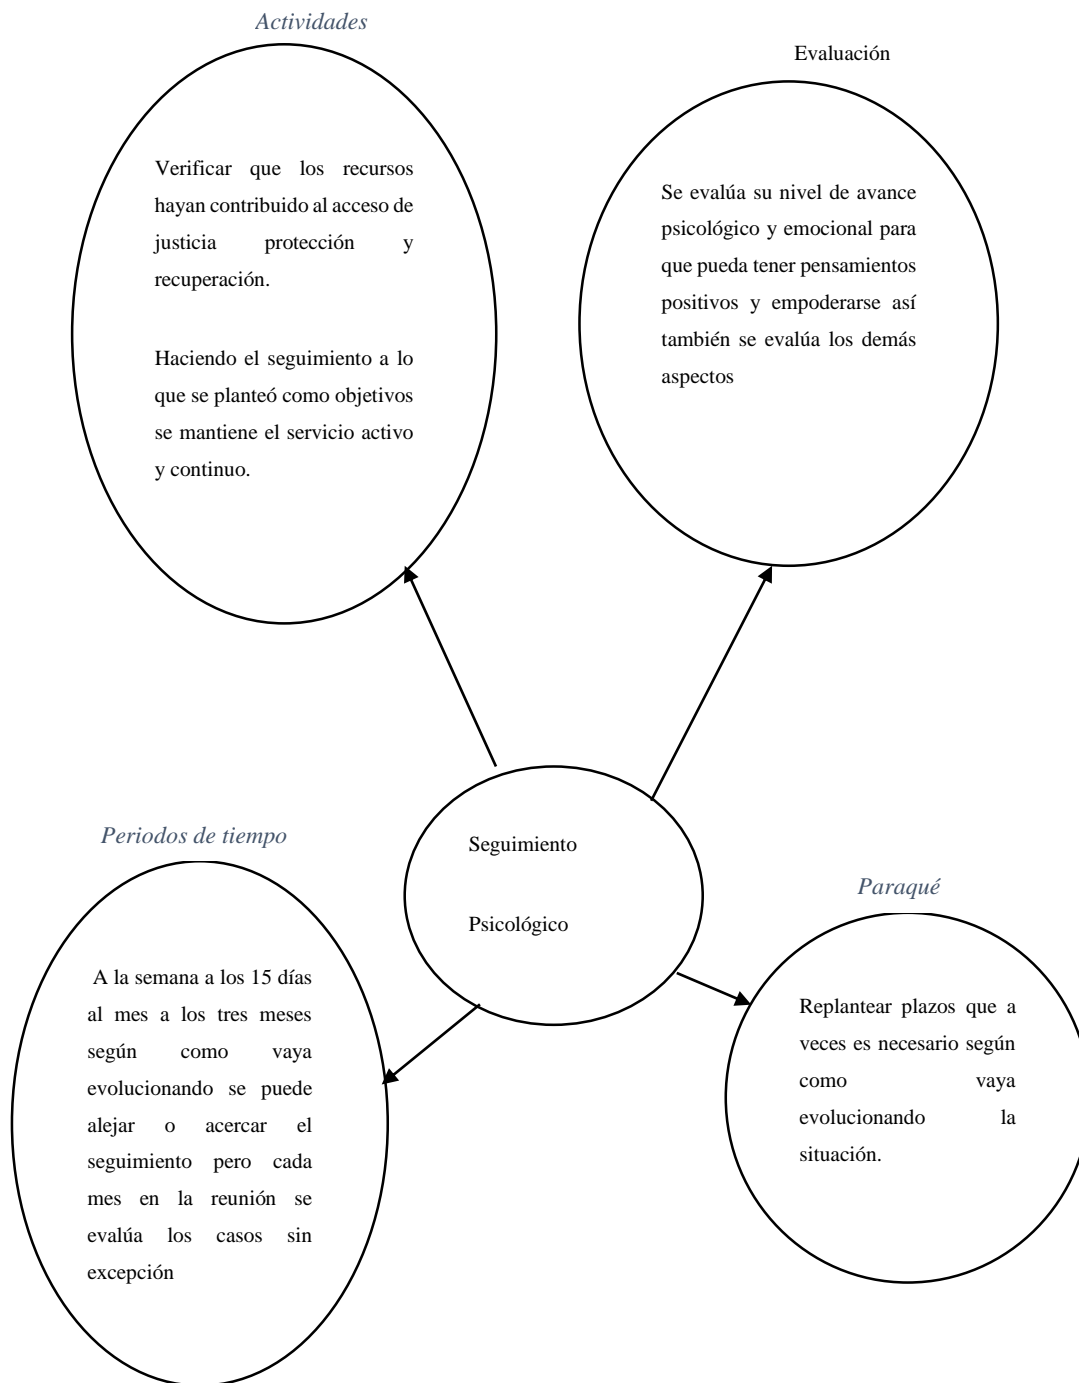 Actividades
Verificar que los recursos
hayan contribuido al acceso de
justicia protección y
recuperación.
Haciendo el seguimiento a lo
que se planteó como objetivos
se mantiene el servicio activo
y continuo.
Evaluación
Se evalúa su nivel de avance
psicológico y emocional para
que pueda tener pensamientos
positivos y empoderarse así
también se evalúa los demás
aspectos
Seguimiento
Psicológico
Periodos de tiempo
A la semana a los 15 días
al mes a los tres meses
según como vaya
evolucionando se puede
alejar o acercar el
seguimiento pero cada
mes en la reunión se
evalúa los casos sin
excepción
Paraqué
Replantear plazos que a
veces es necesario según
como vaya
evolucionando la
situación.